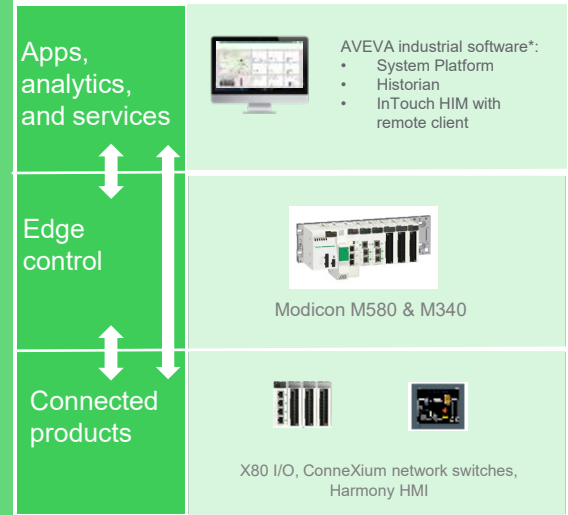 Apps,
analytics,
and services
AVEVA industrial software*:
• System Platform
• Historian
• InTouch HIM with
remote client
Edge
control
Modicon M580 & M340
Connected
products
X80 I/O, ConneXium network switches,
Harmony HMI